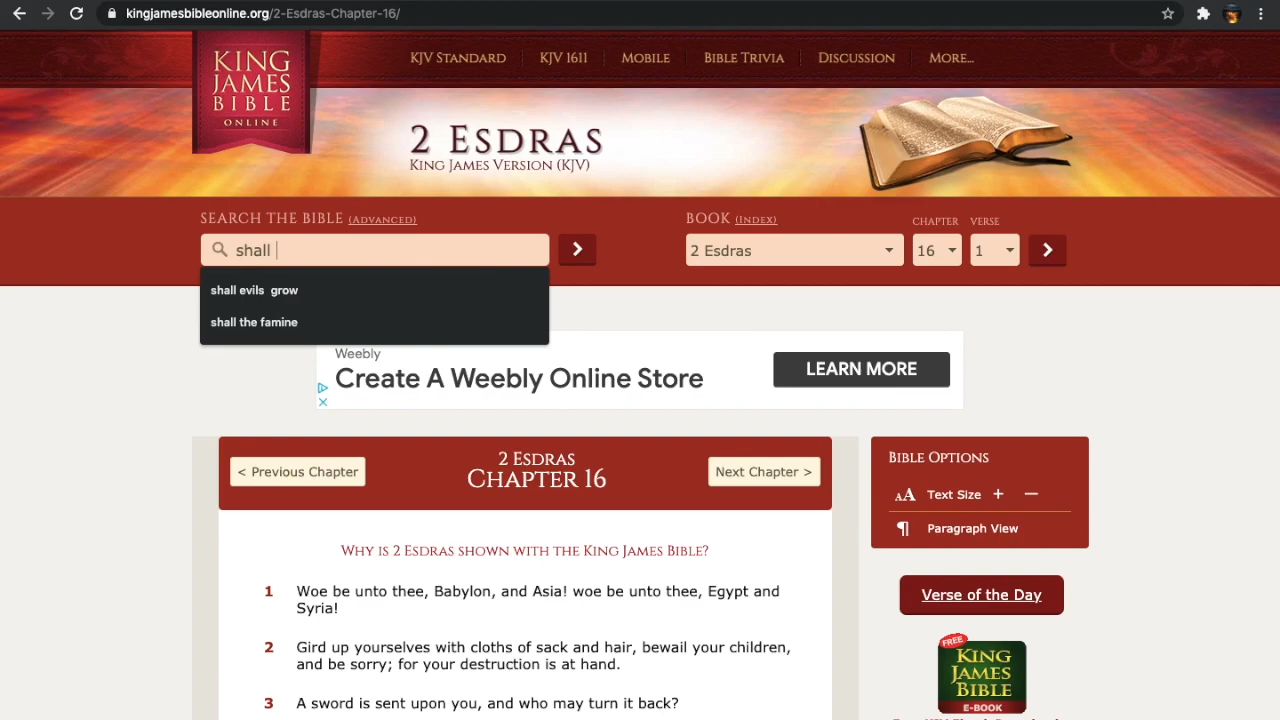 kingjamesbibleonline.org/2-Esdras-Chapter-16/
KING
JAMES
BIBLE
ONLINE
KJV STANDARD
KJV 1611
MOBILE
BIBLE TRIVIA
DISCUSSION
MORE...
2 ESDRAS
KING JAMES VERSION (KJV)
SEARCH THE BIBLE (ADVANCED)
shall
shall evils grow
shall the famine
BOOK (INDEX)
CHAPTER
VERSE
2 Esdras
16
1
Weebly
Create A Weebly Online Store
LEARN MORE
< Previous Chapter
2 ESDRAS
CHAPTER 16
Next Chapter >
WHY IS 2 ESDRAS SHOWN WITH THE KING JAMES BIBLE?
1 Woe be unto thee, Babylon, and Asia! woe be unto thee, Egypt and
Syria!
2 Gird up yourselves with cloths of sack and hair, bewail your children,
and be sorry; for your destruction is at hand.
3 A sword is sent upon you, and who may turn it back?
BIBLE OPTIONS
AA Text Size + −
¶ Paragraph View
Verse of the Day
FREE
KING
JAMES
BIBLE
E-BOOK